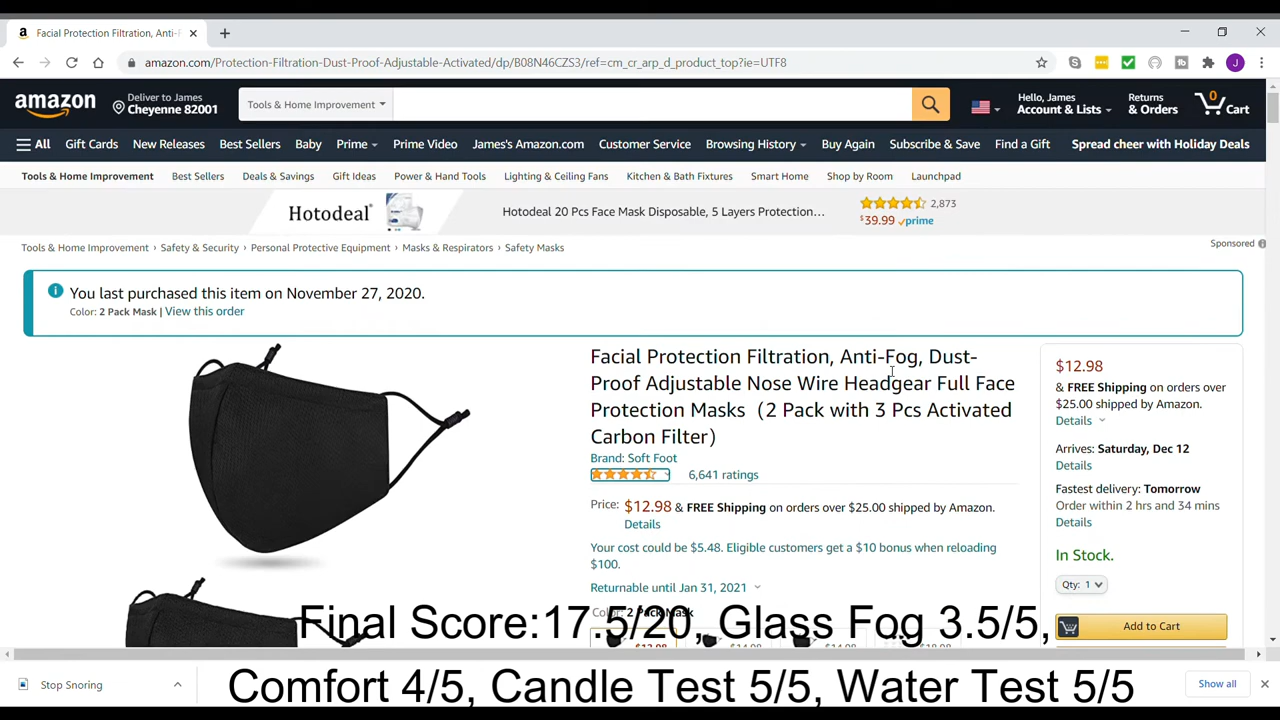 Facial Protection Filtration, Anti-F
amazon.com/Protection-Filtration-Dust-Proof-Adjustable-Activated/dp/B08N46CZS3/ref=cm_cr_arp_d_product_top?ie=UTF8
J
amazon
Deliver to James
Cheyenne 82001
Tools & Home Improvement
Hello, James
Account & Lists
Returns
& Orders
0
Cart
All Gift Cards New Releases Best Sellers Baby Prime Prime Video James's Amazon.com Customer Service Browsing History Buy Again Subscribe & Save Find a Gift Spread cheer with Holiday Deals
Tools & Home Improvement Best Sellers Deals & Savings Gift Ideas Power & Hand Tools Lighting & Ceiling Fans Kitchen & Bath Fixtures Smart Home Shop by Room Launchpad
Hotodeal®
Hotodeal 20 Pcs Face Mask Disposable, 5 Layers Protection...
2,873
$39.99 prime
Sponsored
Tools & Home Improvement › Safety & Security › Personal Protective Equipment › Masks & Respirators › Safety Masks
You last purchased this item on November 27, 2020.
Color: 2 Pack Mask | View this order
Facial Protection Filtration, Anti-Fog, Dust-
Proof Adjustable Nose Wire Headgear Full Face
Protection Masks（2 Pack with 3 Pcs Activated
Carbon Filter）
Brand: Soft Foot
6,641 ratings
Price: $12.98 & FREE Shipping on orders over $25.00 shipped by Amazon.
Details
Your cost could be $5.48. Eligible customers get a $10 bonus when reloading
$100.
Returnable until Jan 31, 2021
Color: 2 Pack Mask
$12.98
& FREE Shipping on orders over
$25.00 shipped by Amazon.
Details
Arrives: Saturday, Dec 12
Details
Fastest delivery: Tomorrow
Order within 2 hrs and 34 mins
Details
In Stock.
Qty: 1
Add to Cart
Final Score:17.5/20, Glass Fog 3.5/5,
Comfort 4/5, Candle Test 5/5, Water Test 5/5
Stop Snoring
Show all